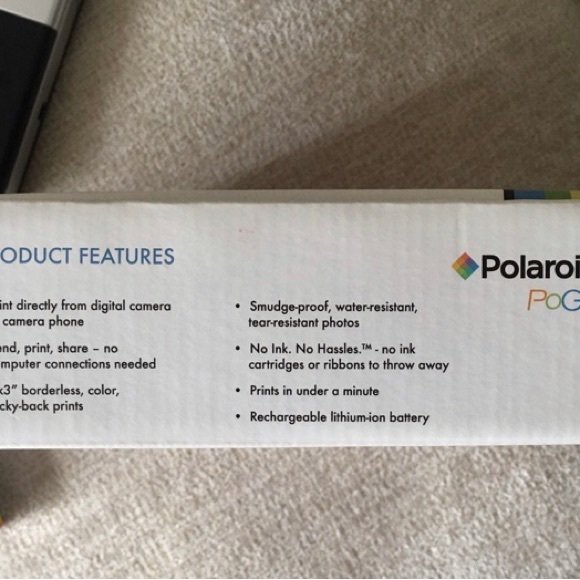 ODUCT FEATURES
int directly from digital camera
camera phone
end, print, share – no
mputer connections needed
x3" borderless, color,
cky-back prints
• Smudge-proof, water-resistant,
tear-resistant photos
• No Ink. No Hassles.™ - no ink
cartridges or ribbons to throw away
• Prints in under a minute
• Rechargeable lithium-ion battery
Polaroi
PoG